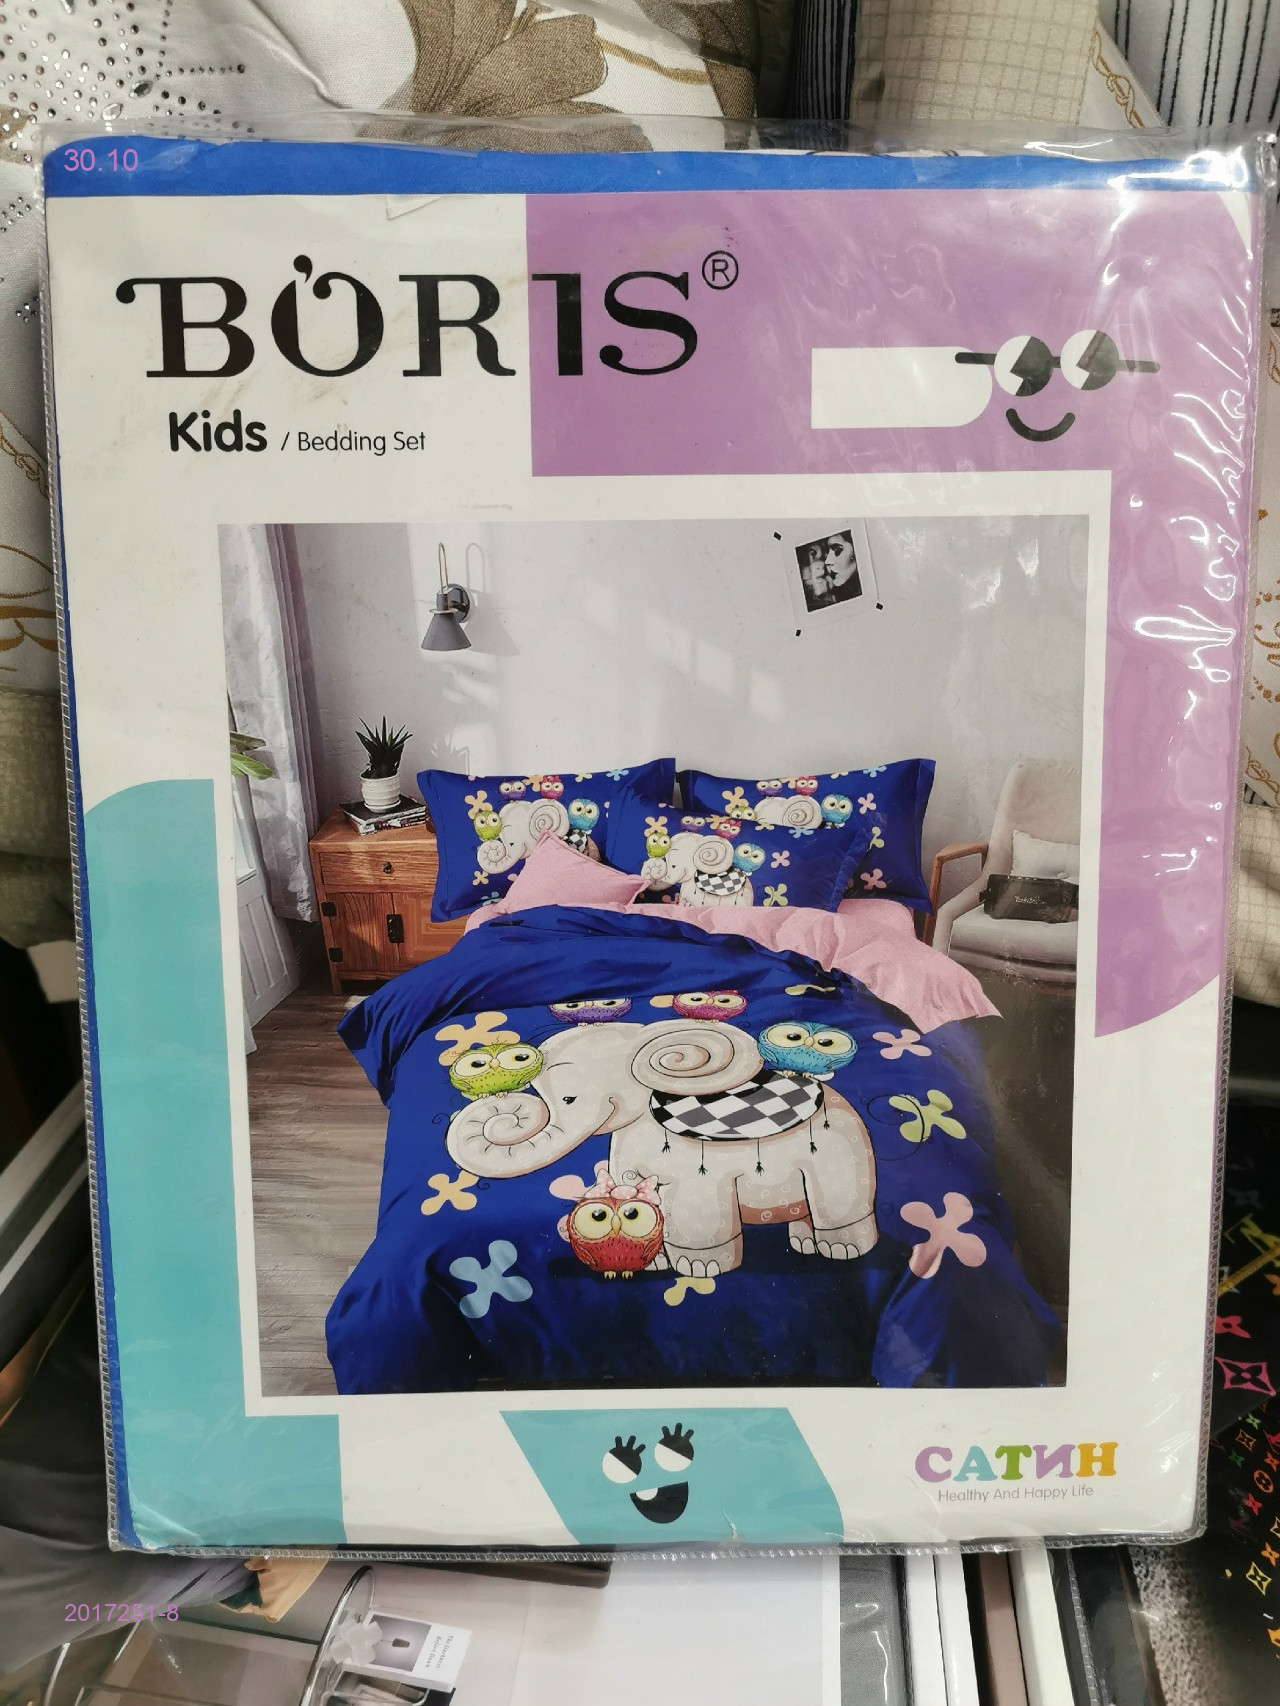 30.10
BORIS®
Kids / Bedding Set
САТИН
Healthy And Happy Life
2017251-8